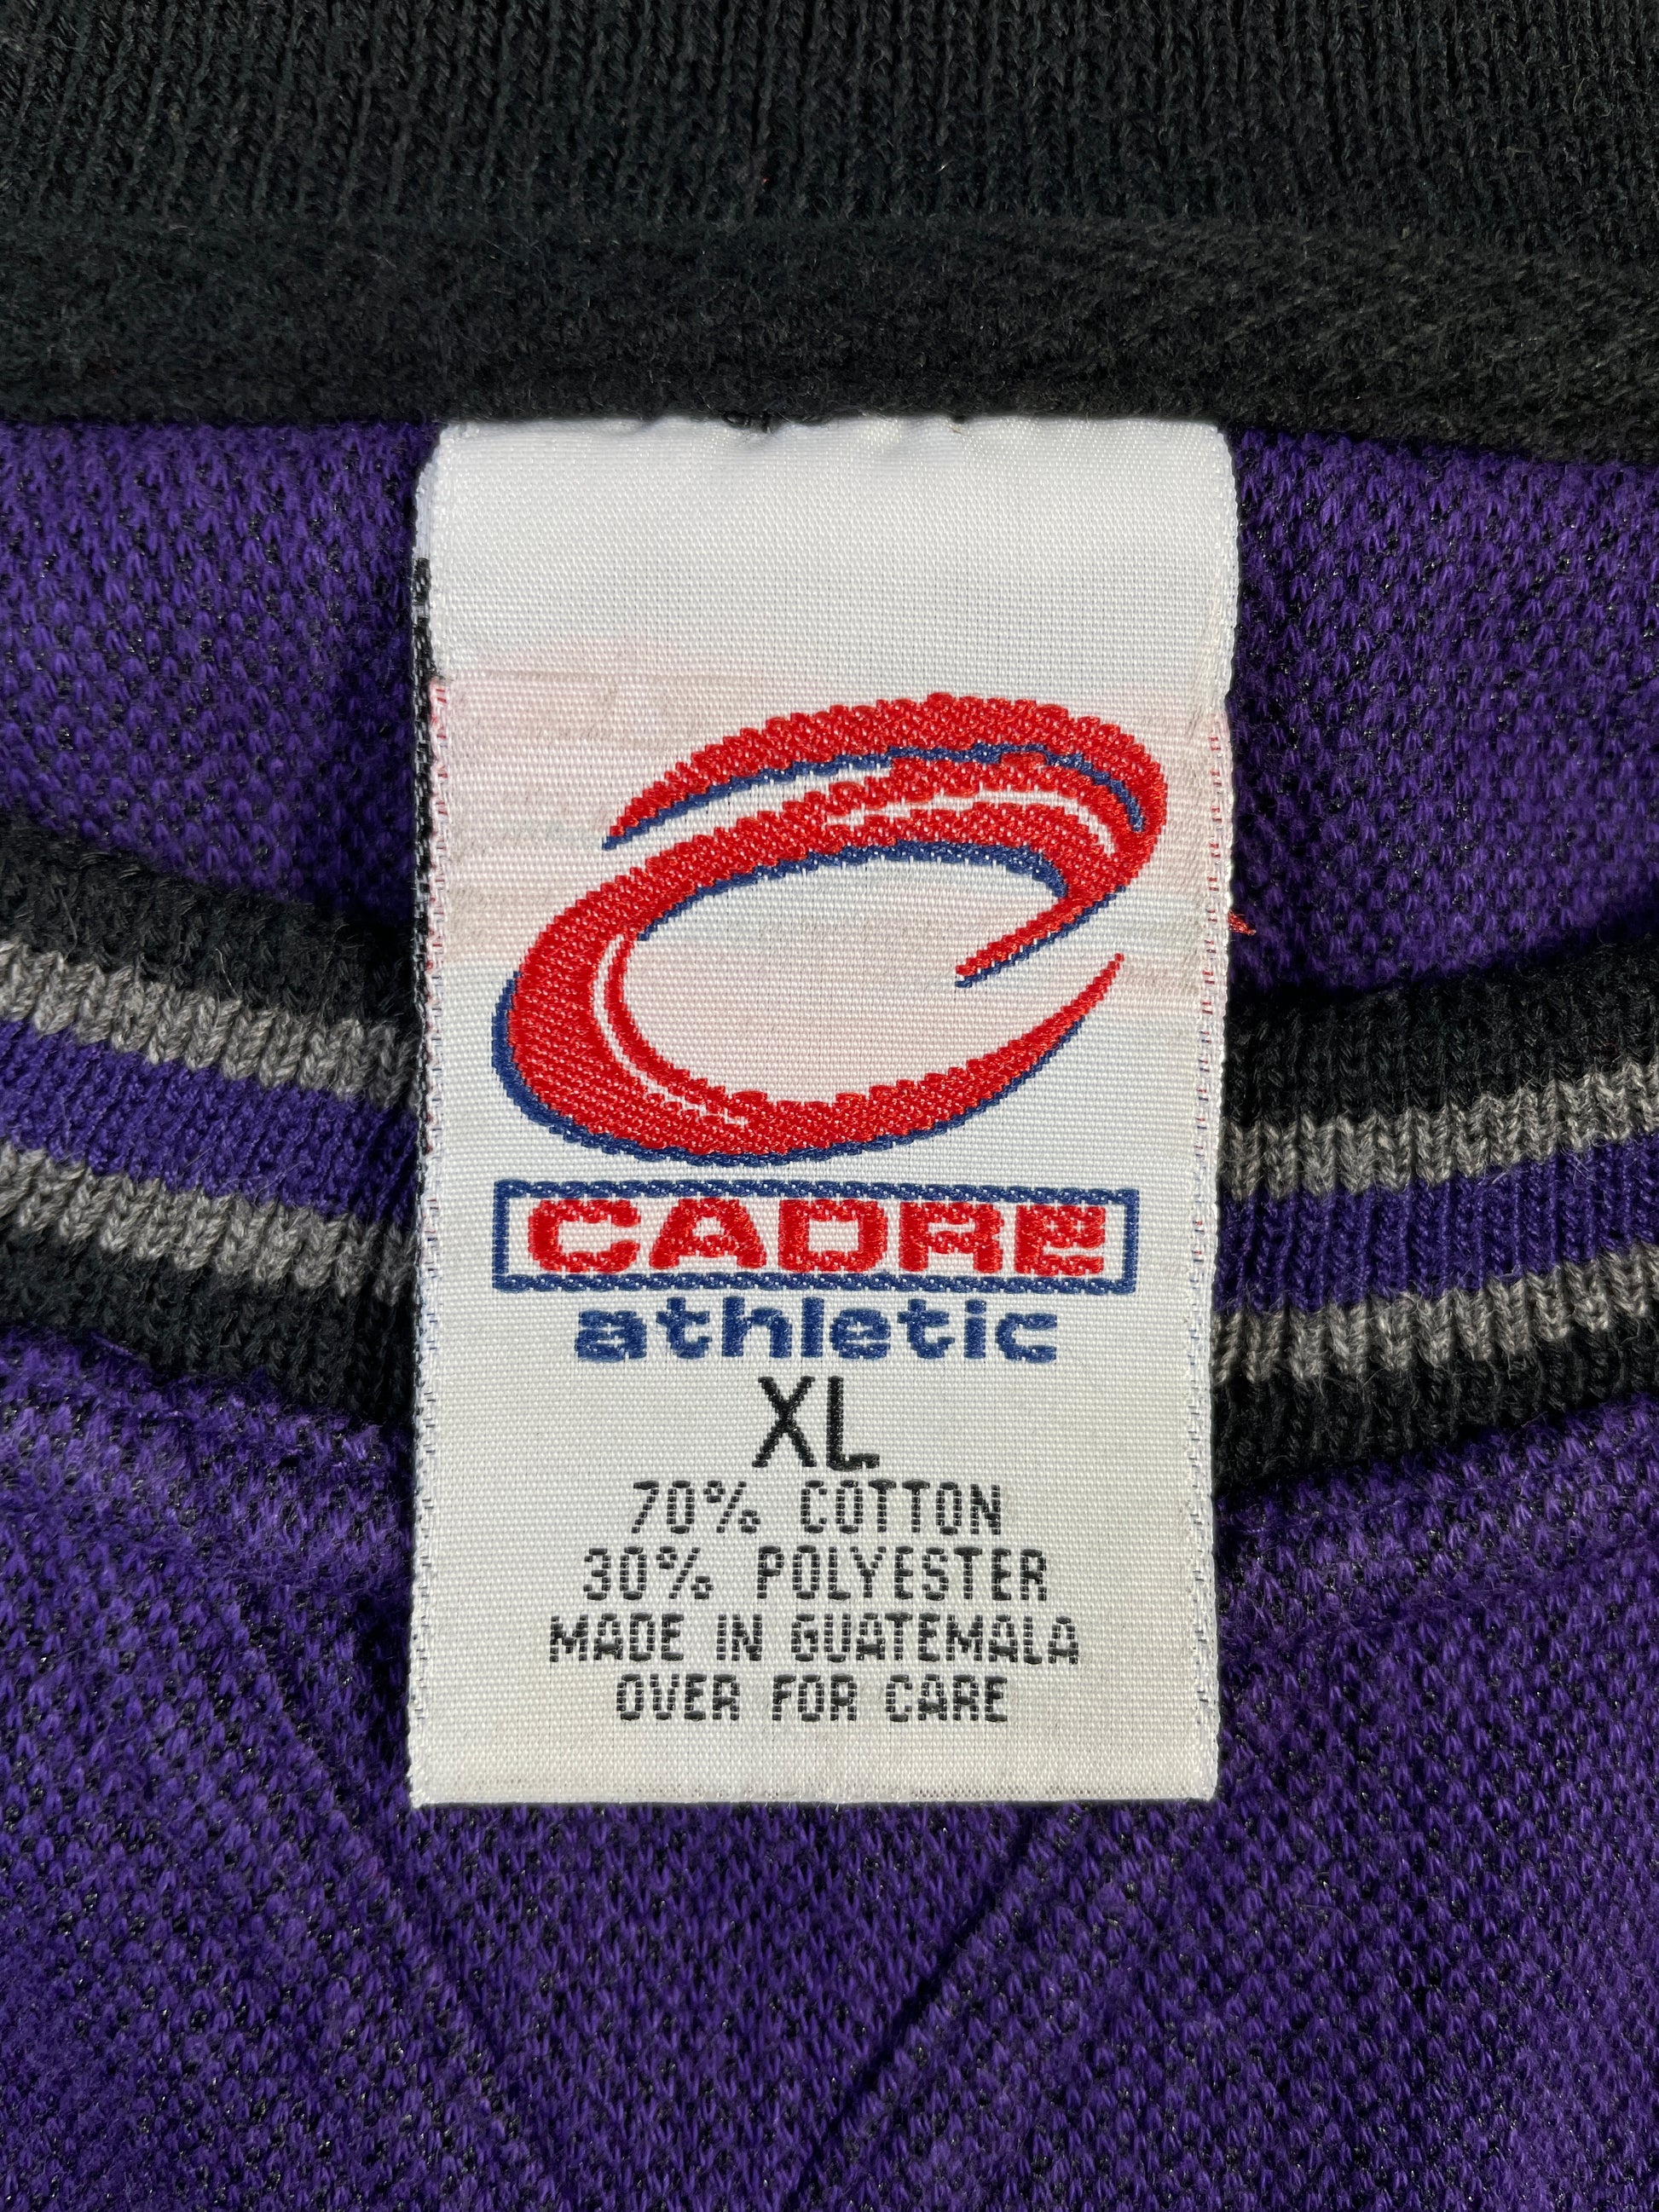 CADRE
athletic
XL
70% COTTON
30% POLYESTER
MADE IN GUATEMALA
OVER FOR CARE